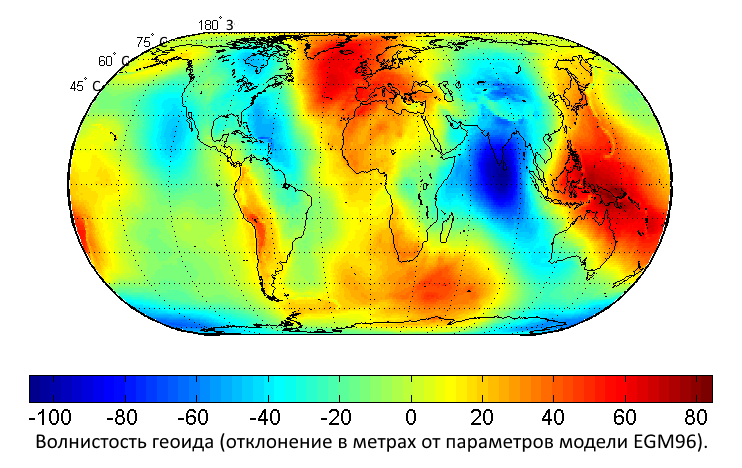 180° З
75° С
60° С
45° С
-100 -80 -60 -40 -20 0 20 40 60 80
Волнистость геоида (отклонение в метрах от параметров модели EGM96).